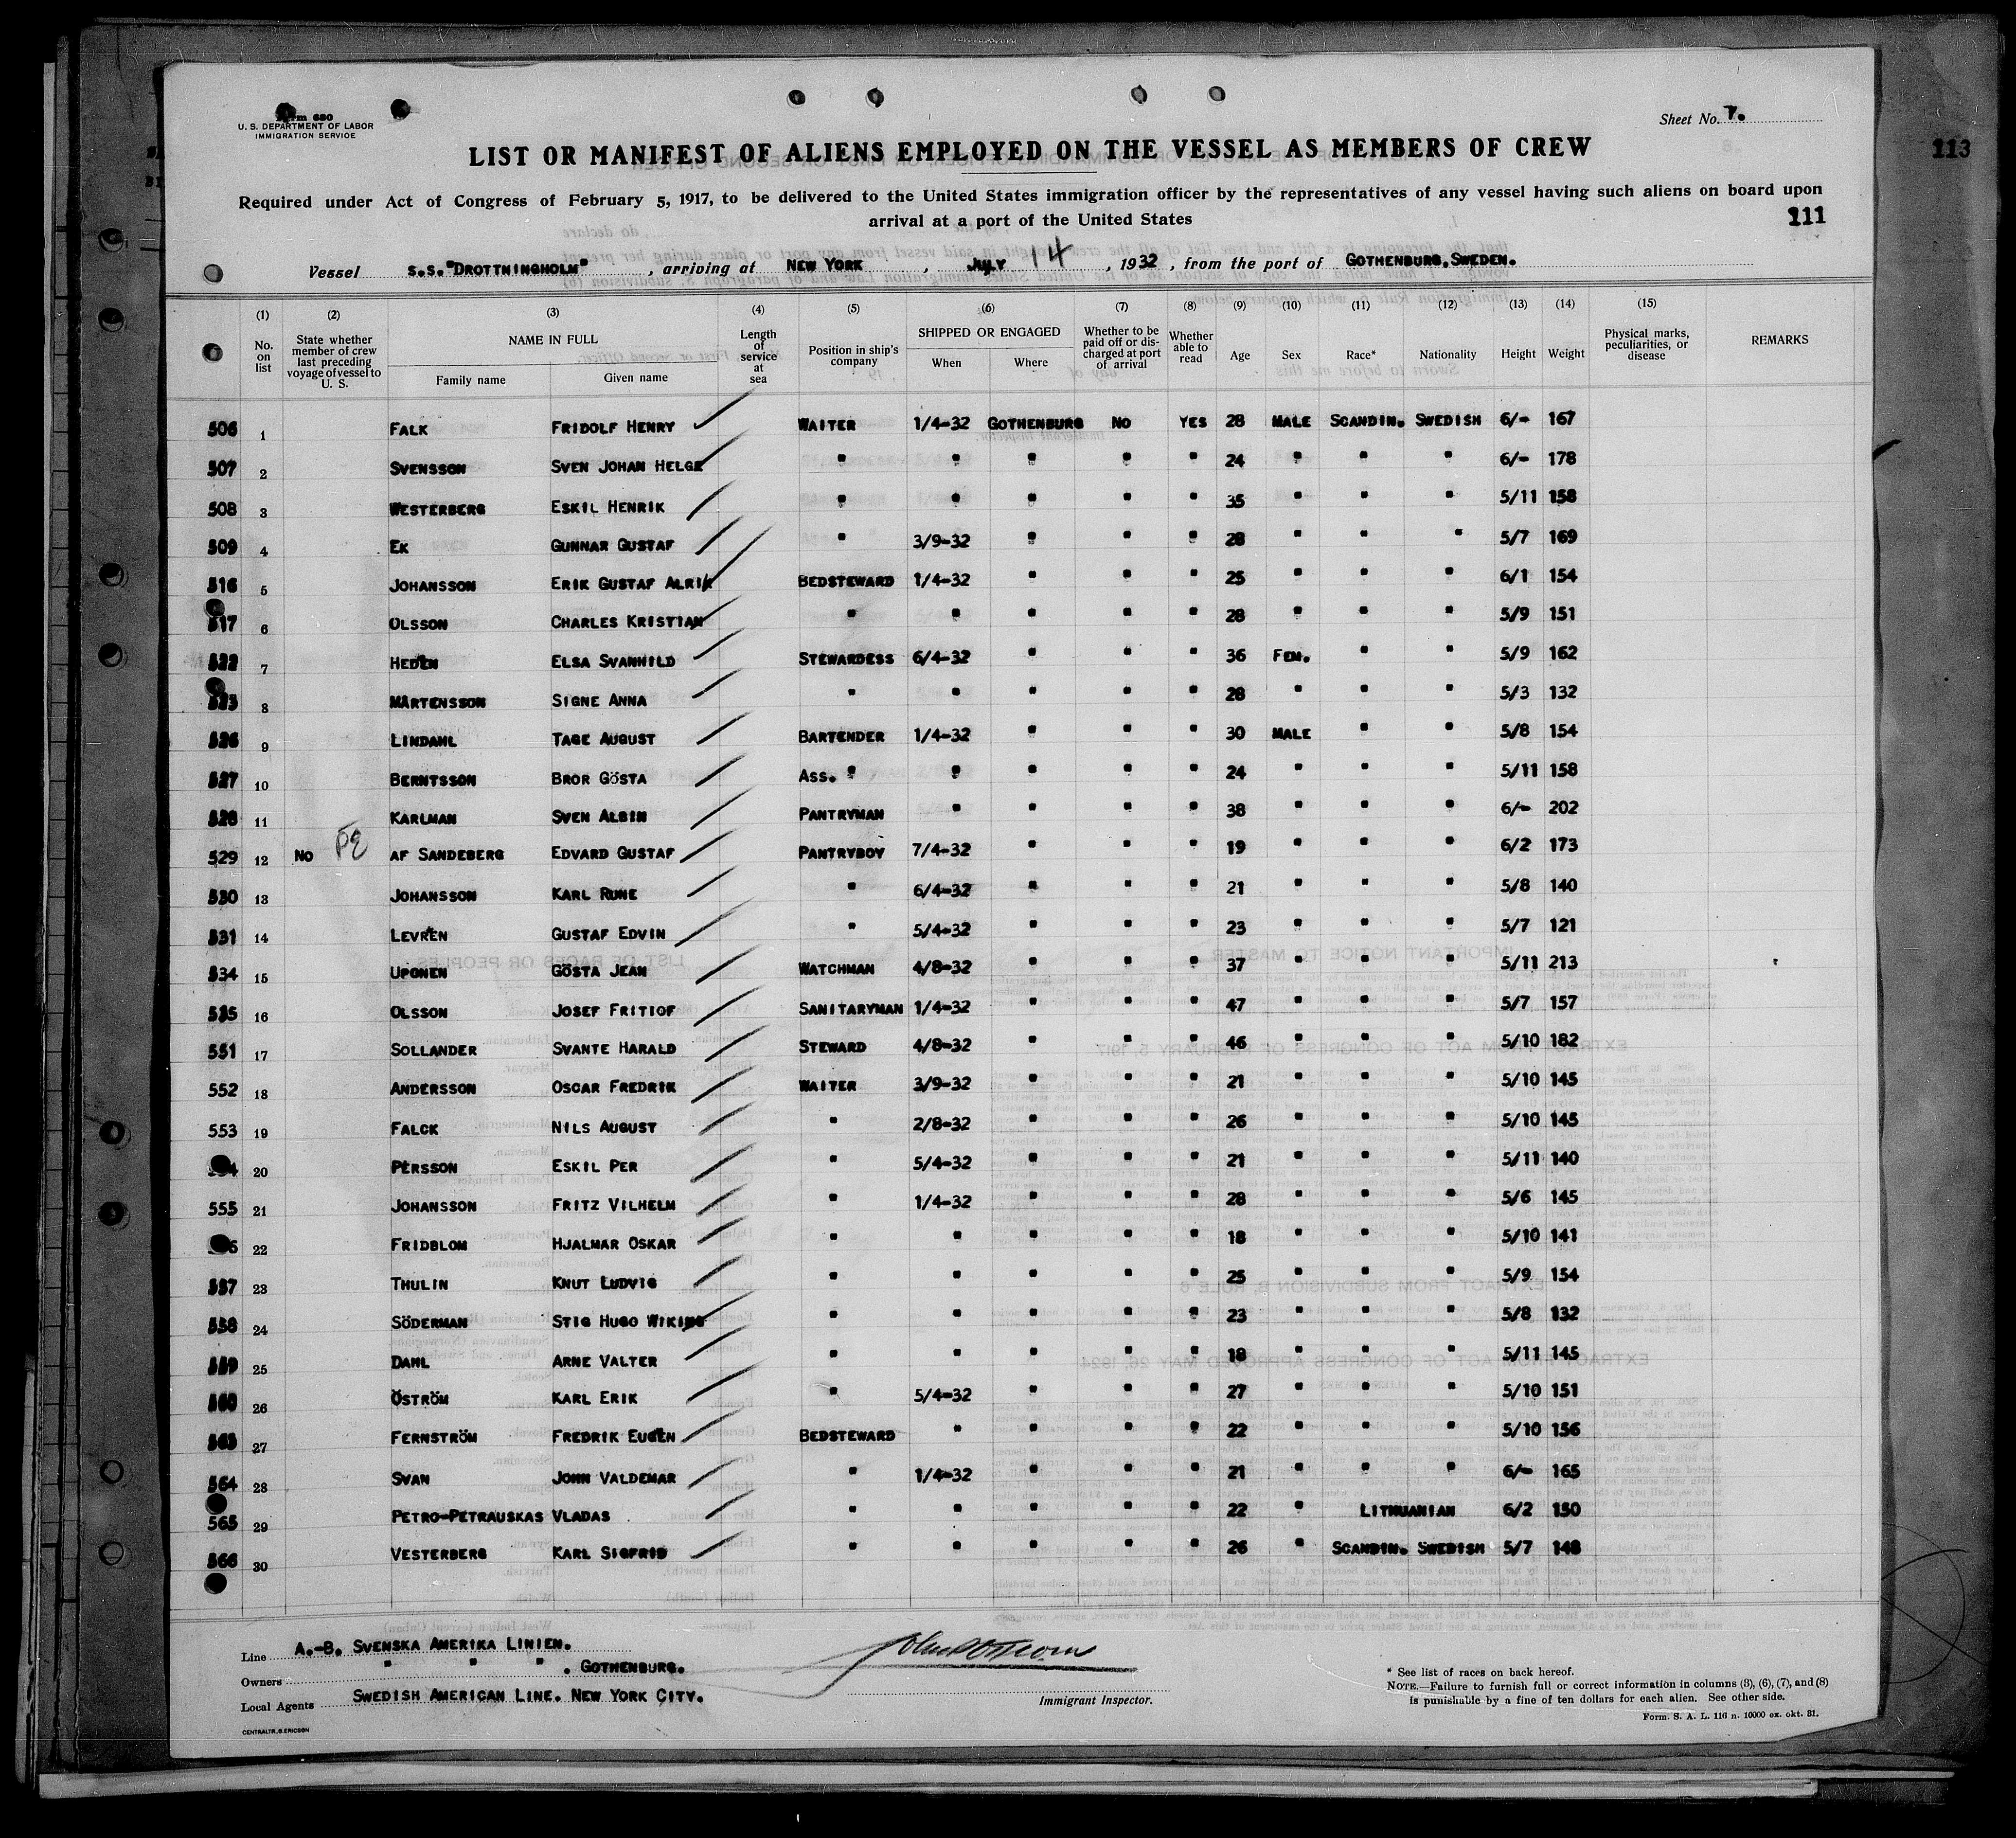 Form 680
U. S. DEPARTMENT OF LABOR
IMMIGRATION SERVICE
Sheet No. 7.
LIST OR MANIFEST OF ALIENS EMPLOYED ON THE VESSEL AS MEMBERS OF CREW
113
Required under Act of Congress of February 5, 1917, to be delivered to the United States immigration officer by the representatives of any vessel having such aliens on board upon
arrival at a port of the United States
111
Vessel S.S."DROTTNINGHOLM", arriving at NEW YORK, JULY 14, 1932, from the port of GOTHENBURG, SWEDEN.
(1) (2) (3) (4) (5) (6) (7) (8) (9) (10) (11) (12) (13) (14) (15)
No. on list
State whether member of crew last preceding voyage of vessel to U. S.
NAME IN FULL
Family name Given name
Length of service at sea
Position in ship's company
SHIPPED OR ENGAGED
When Where
Whether to be paid off or discharged at port of arrival
Whether able to read
Age Sex Race* Nationality Height Weight
Physical marks, peculiarities, or disease
REMARKS
506 1 FALK FRIDOLF HENRY WAITER 1/4-32 GOTHENBURG NO YES 28 MALE SCANDIN. SWEDISH 6/- 167
507 2 SVENSSON SVEN JOHAN HELGE " " " " " 24 " " " 6/- 178
508 3 WESTERBERG ESKIL HENRIK " " " " " 35 " " " 5/11 158
509 4 EK GUNNAR GUSTAF " 3/9-32 " " " 28 " " " 5/7 169
516 5 JOHANSSON ERIK GUSTAF ALRIK BEDSTEWARD 1/4-32 " " " 25 " " " 6/1 154
517 6 OLSSON CHARLES KRISTIAN " " " " " 28 " " " 5/9 151
522 7 HEDÉN ELSA SVANHILD STEWARDESS 6/4-32 " " " 36 FEM. " " 5/9 162
523 8 MÅRTENSSON SIGNE ANNA " " " " " 28 " " " 5/3 132
526 9 LINDAHL TAGE AUGUST BARTENDER 1/4-32 " " " 30 MALE " " 5/8 154
527 10 BERNTSSON BROR GÖSTA ASS. " " " " " 24 " " " 5/11 158
528 11 KARLMAN SVEN ALBIN PANTRYMAN " " " " 38 " " " 6/- 202
529 12 NO AF SANDEBERG EDVARD GUSTAF PANTRYBOY 7/4-32 " " " 19 " " " 6/2 173
530 13 JOHANSSON KARL RUNE " 6/4-32 " " " 21 " " " 5/8 140
531 14 LEVRÉN GUSTAF EDVIN " 5/4-32 " " " 23 " " " 5/7 121
534 15 UPONEN GÖSTA JEAN WATCHMAN 4/8-32 " " " 37 " " " 5/11 213
535 16 OLSSON JOSEF FRITIOF SANITARYMAN 1/4-32 " " " 47 " " " 5/7 157
551 17 SOLLANDER SVANTE HARALD STEWARD 4/8-32 " " " 46 " " " 5/10 182
552 18 ANDERSSON OSCAR FREDRIK WAITER 3/9-32 " " " 21 " " " 5/10 145
553 19 FALCK NILS AUGUST " 2/8-32 " " " 26 " " " 5/10 145
20 PERSSON ESKIL PER " 5/4-32 " " " 21 " " " 5/11 140
555 21 JOHANSSON FRITZ VILHELM " 1/4-32 " " " 28 " " " 5/6 145
22 FRIDBLOM HJALMAR OSKAR " " " " " 18 " " " 5/10 141
557 23 THULIN KNUT LUDVIG " " " " " 25 " " " 5/9 154
558 24 SÖDERMAN STIG HUGO WIKING " " " " " 23 " " " 5/8 132
559 25 DAHL ARNE VALTER " " " " " 18 " " " 5/11 145
560 26 ÖSTRÖM KARL ERIK " 5/4-32 " " " 27 " " " 5/10 151
563 27 FERNSTRÖM FREDRIK EUGÉN BEDSTEWARD " " " " 22 " " " 5/10 156
564 28 SVAN JOHN VALDEMAR " 1/4-32 " " " 21 " " " 6/- 165
565 29 PETRO-PETRAUSKAS VLADAS " " " " " 22 " LITHUANIAN 6/2 150
566 30 VESTERBERG KARL SIGFRID " " " " " 26 " SCANDIN. SWEDISH 5/7 148
Line A.-B. SVENSKA AMERIKA LINIEN.
Owners " " " . GOTHENBURG.
Local Agents SWEDISH AMERICAN LINE. NEW YORK CITY.
Immigrant Inspector.
* See list of races on back hereof.
NOTE.—Failure to furnish full or correct information in columns (3), (6), (7), and (8)
is punishable by a fine of ten dollars for each alien. See other side.
Form. S. A. L. 116 n. 10000 ex. okt. 31.
CENTRALTR. G. ERICSON